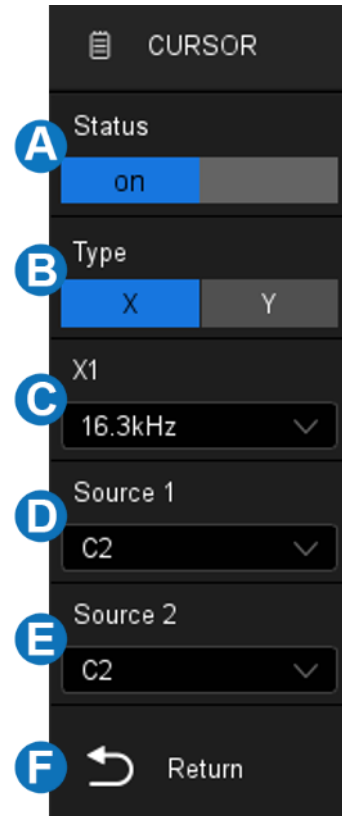 CURSOR
A
Status
on
B
Type
X Y
C
X1
16.3kHz
D
Source 1
C2
E
Source 2
C2
F
Return